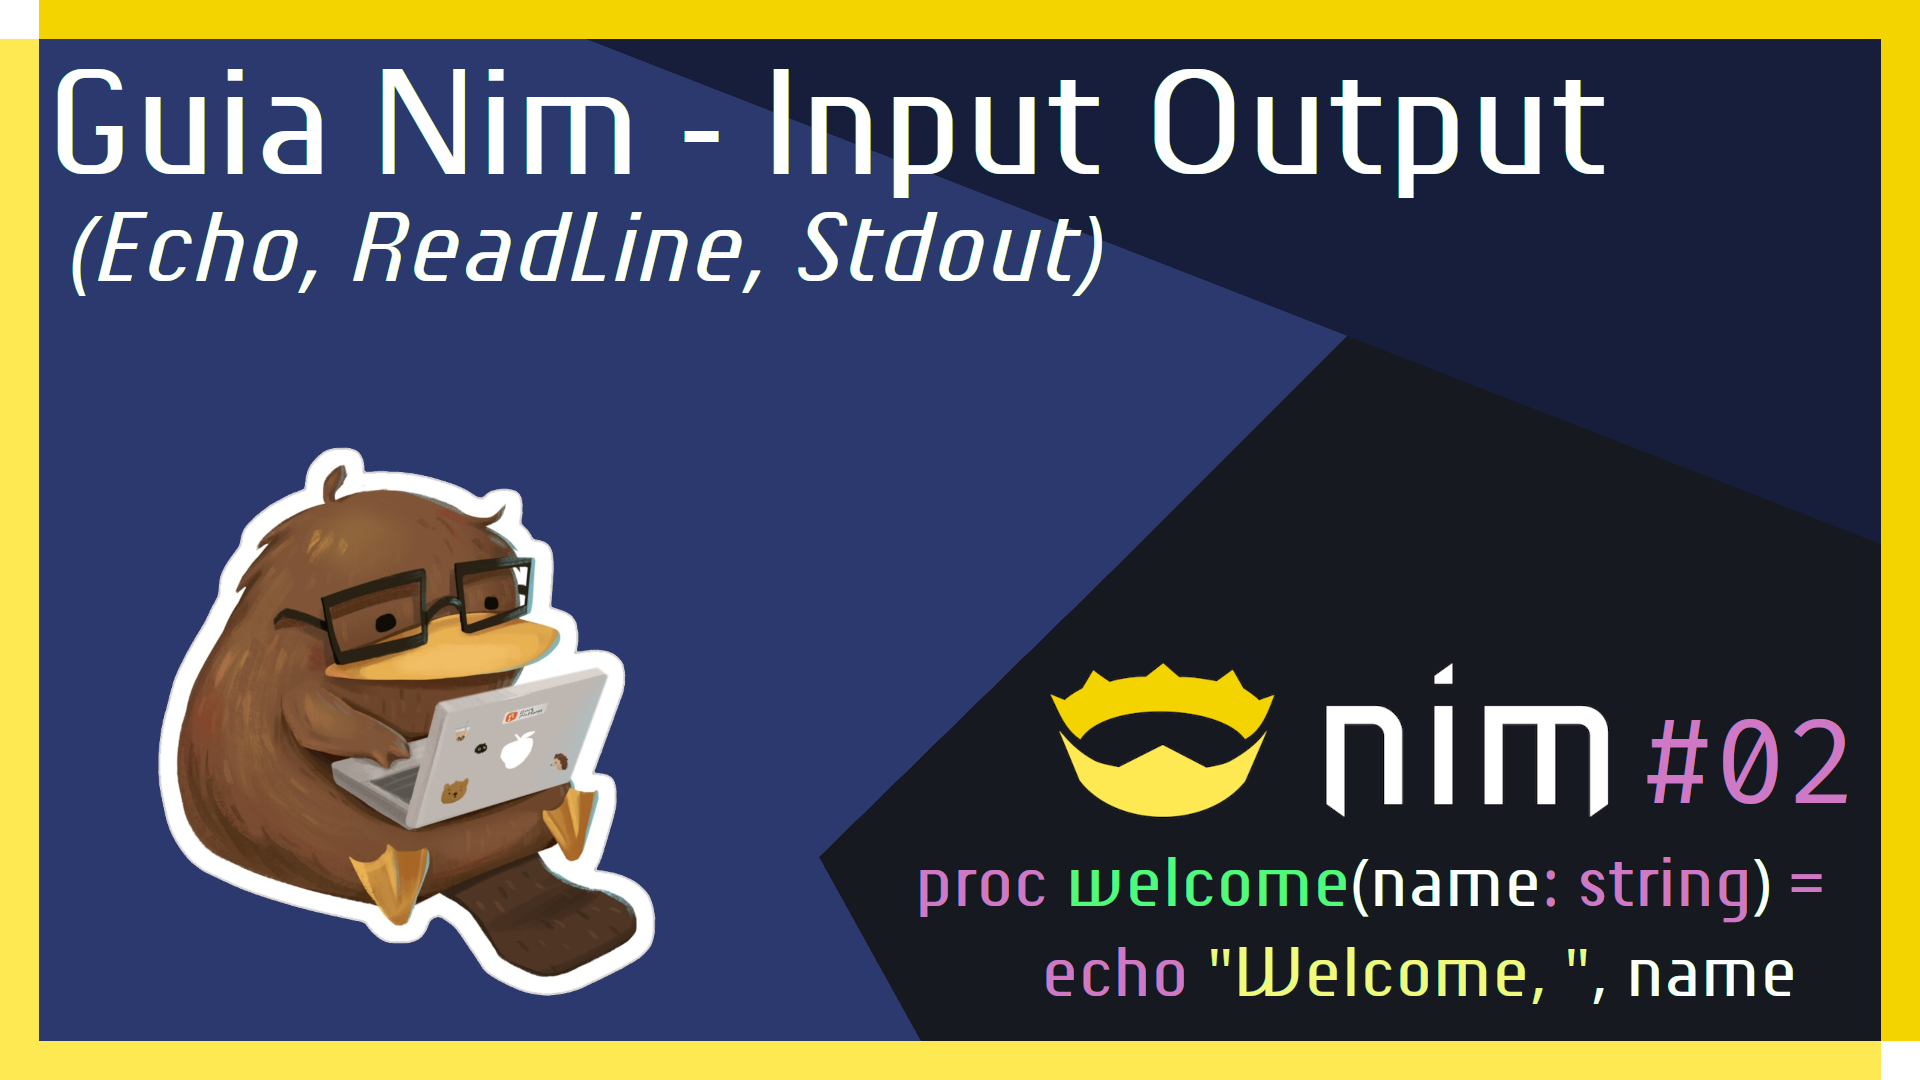 Guia Nim - Input Output
(Echo, ReadLine, Stdout)
nim #02
proc welcome(name: string) =
echo "Welcome, ", name